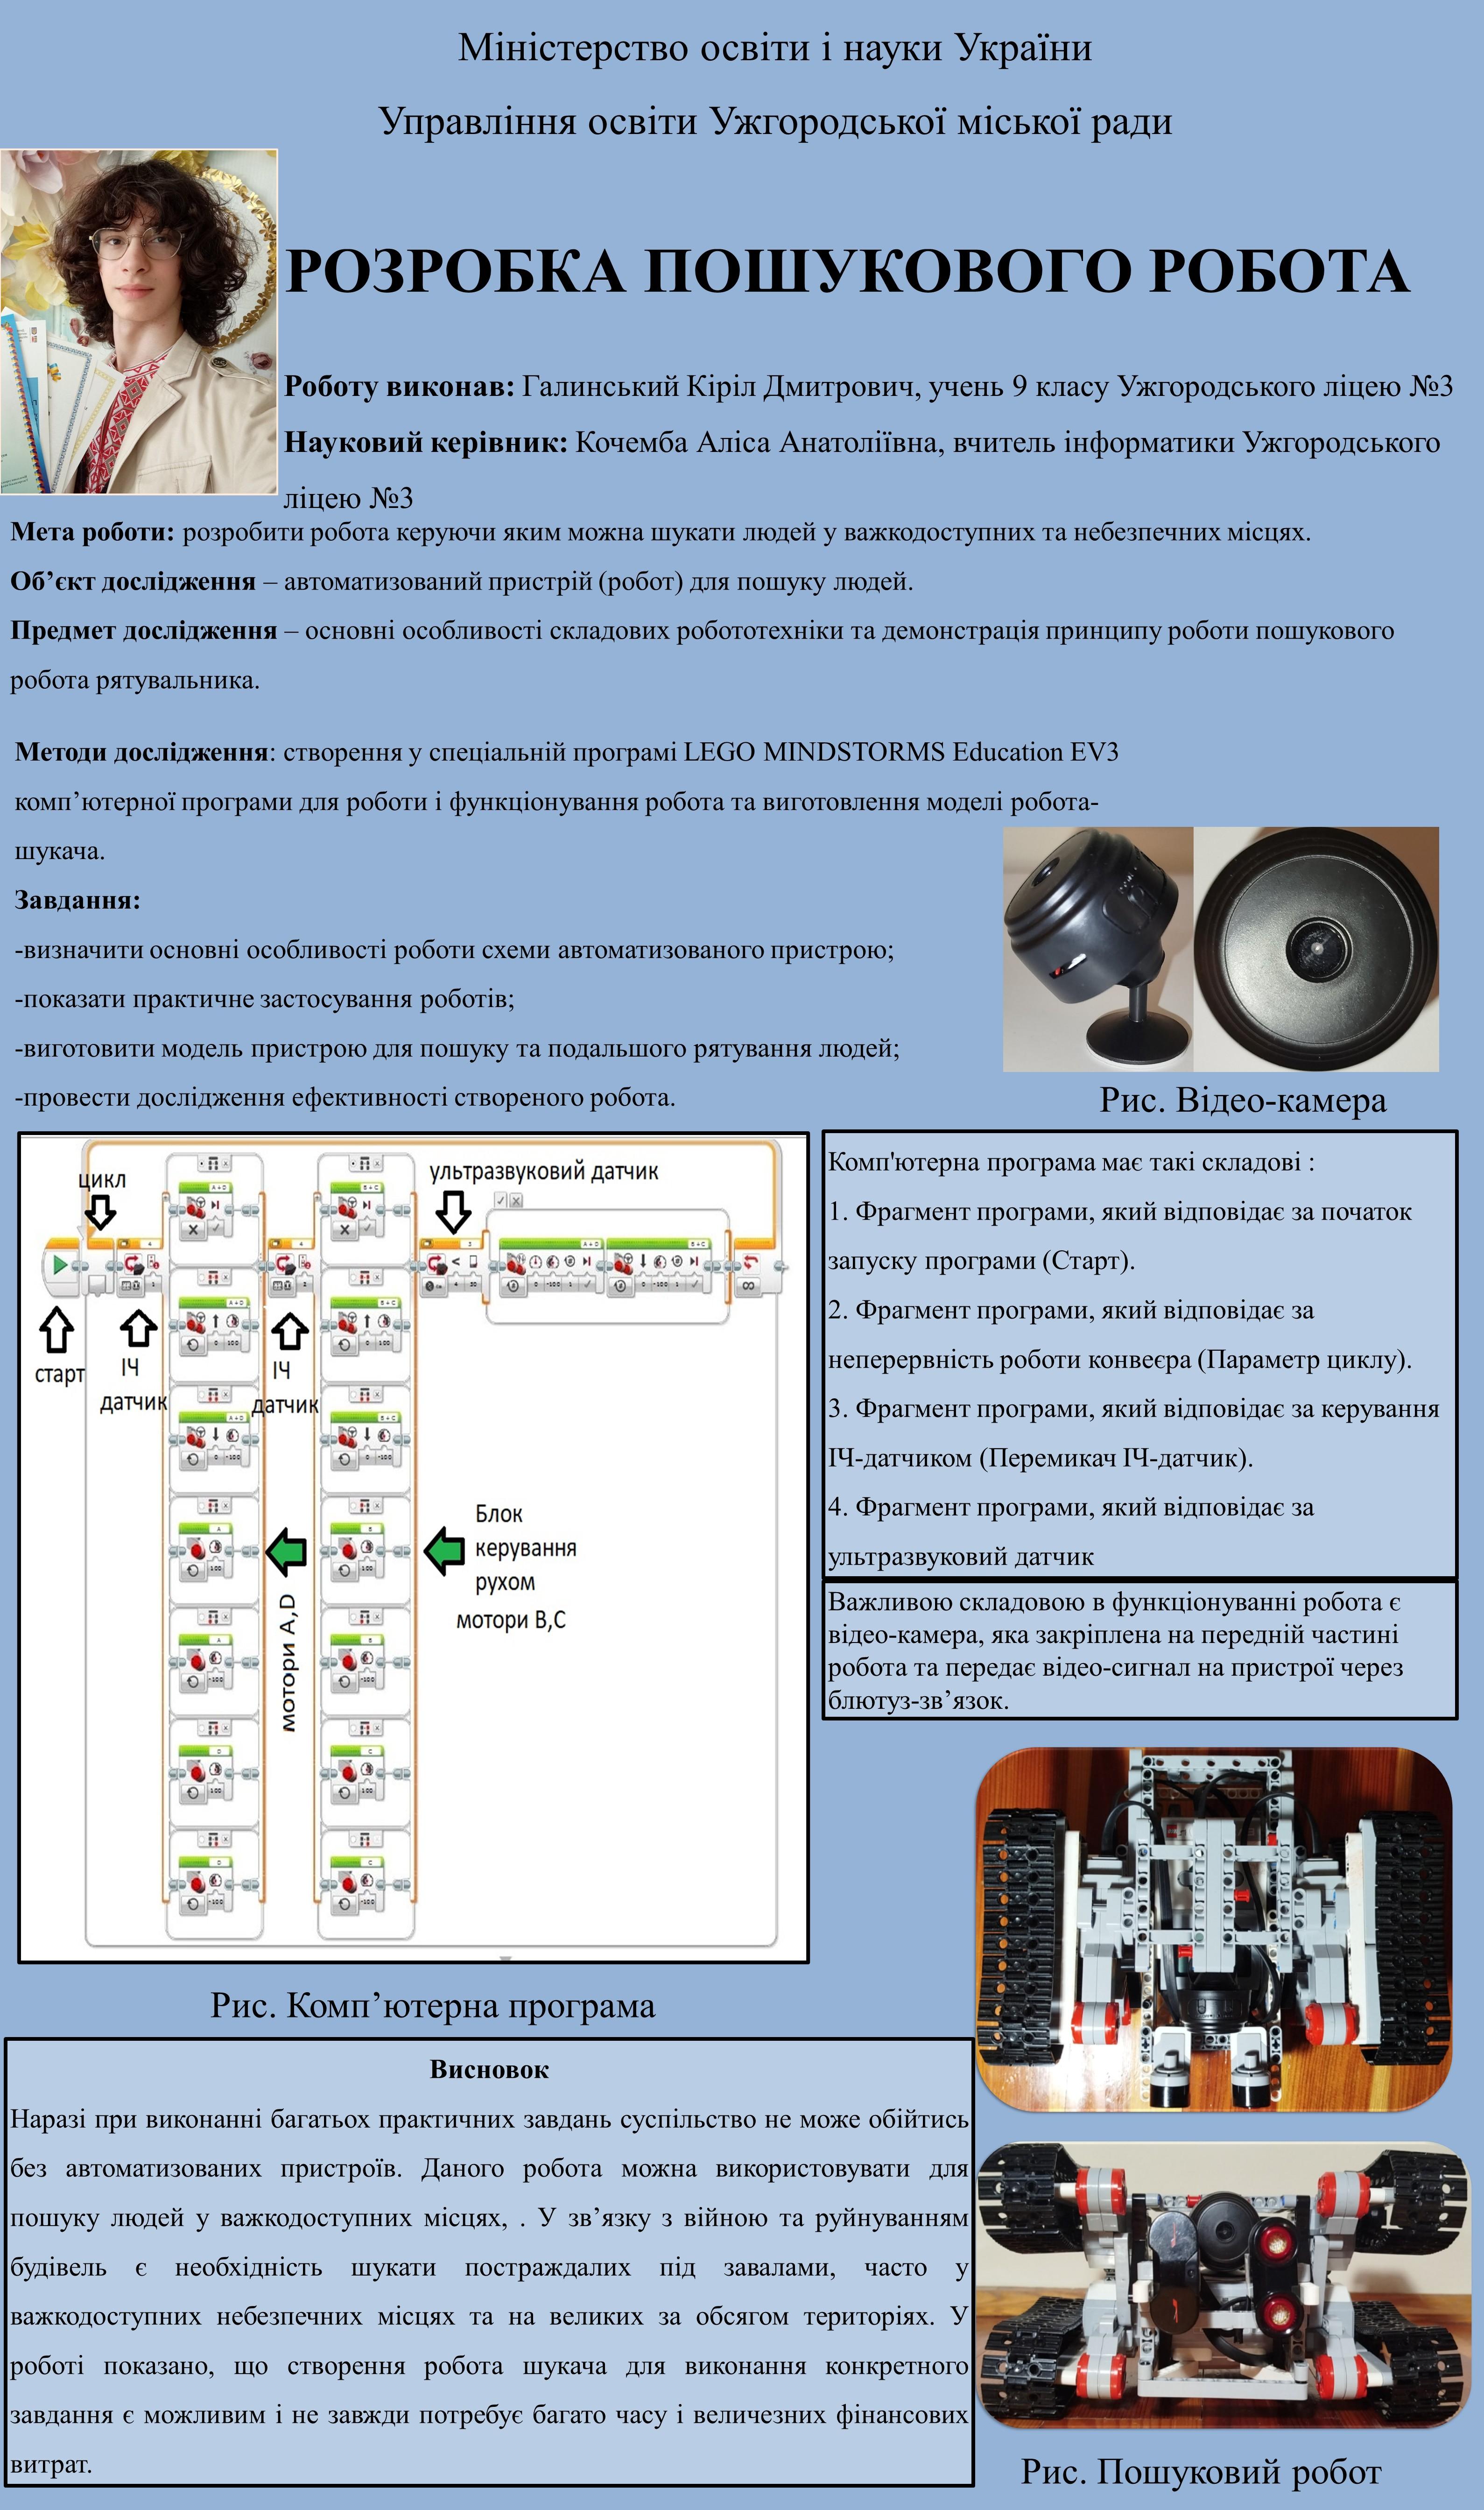 Міністерство освіти і науки України
Управління освіти Ужгородської міської ради
РОЗРОБКА ПОШУКОВОГО РОБОТА
Роботу виконав: Галинський Кіріл Дмитрович, учень 9 класу Ужгородського ліцею №3
Науковий керівник: Кочемба Аліса Анатоліївна, вчитель інформатики Ужгородського
ліцею №3
Мета роботи: розробити робота керуючи яким можна шукати людей у важкодоступних та небезпечних місцях.
Об’єкт дослідження – автоматизований пристрій (робот) для пошуку людей.
Предмет дослідження – основні особливості складових робототехніки та демонстрація принципу роботи пошукового
робота рятувальника.
Методи дослідження: створення у спеціальній програмі LEGO MINDSTORMS Education EV3
комп’ютерної програми для роботи і функціонування робота та виготовлення моделі робота-
шукача.
Завдання:
-визначити основні особливості роботи схеми автоматизованого пристрою;
-показати практичне застосування роботів;
-виготовити модель пристрою для пошуку та подальшого рятування людей;
-провести дослідження ефективності створеного робота.
Рис. Відео-камера
цикл
ультразвуковий датчик
старт
ІЧ
датчик
ІЧ
датчик
Блок
керування
рухом
мотори В,С
мотори A,D
Рис. Комп’ютерна програма
Комп'ютерна програма має такі складові :
1. Фрагмент програми, який відповідає за початок
запуску програми (Старт).
2. Фрагмент програми, який відповідає за
неперервність роботи конвеєра (Параметр циклу).
3. Фрагмент програми, який відповідає за керування
ІЧ-датчиком (Перемикач ІЧ-датчик).
4. Фрагмент програми, який відповідає за
ультразвуковий датчик
Важливою складовою в функціонуванні робота є
відео-камера, яка закріплена на передній частині
робота та передає відео-сигнал на пристрої через
блютуз-зв’язок.
Висновок
Наразі при виконанні багатьох практичних завдань суспільство не може обійтись
без автоматизованих пристроїв. Даного робота можна використовувати для
пошуку людей у важкодоступних місцях, . У зв’язку з війною та руйнуванням
будівель є необхідність шукати постраждалих під завалами, часто у
важкодоступних небезпечних місцях та на великих за обсягом територіях. У
роботі показано, що створення робота шукача для виконання конкретного
завдання є можливим і не завжди потребує багато часу і величезних фінансових
витрат.
Рис. Пошуковий робот